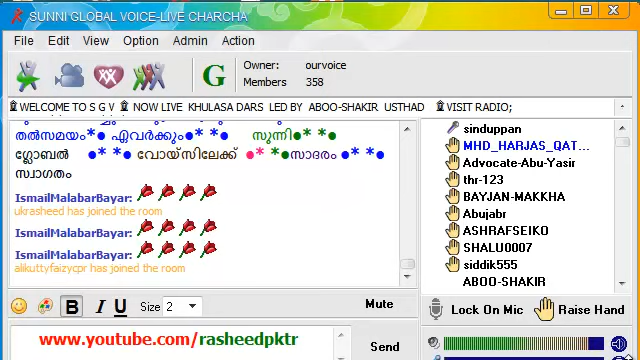 SUNNI GLOBAL VOICE-LIVE CHARCHA
File Edit View Option Admin Action
G Owner: ourvoice
Members 358
WELCOME TO S G V NOW LIVE KHULASA DARS LED BY ABOO-SHAKIR USTHAD VISIT RADIO;
തൽസമയം*● എവർക്കും●* *● സുന്നി●* *●
ഗ്ലോബൽ ●* *● വോയ്സിലേക്ക് ●* *●സാദരം ●* *●
സ്വാഗതം
IsmailMalabarBayar:
ukrasheed has joined the room
IsmailMalabarBayar:
IsmailMalabarBayar:
alikuttyfaizycpr has joined the room
sinduppan
MHD_HARJAS_QAT...
Advocate-Abu-Yasir
thr-123
BAYJAN-MAKKHA
Abujabr
ASHRAFSEIKO
SHALU0007
siddik555
ABOO-SHAKIR
B I U Size 2 Mute
Lock On Mic Raise Hand
www.youtube.com/rasheedpktr
Send